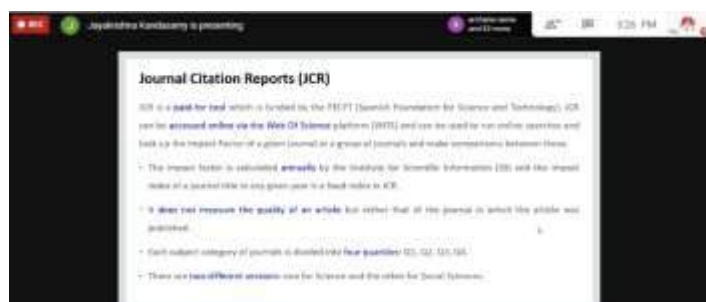 REC J Jayakrishna Kandasamy is presenting and 52 more 3:26 PM
Journal Citation Reports (JCR)
JCR is a paid-for tool which is funded by the FECYT (Spanish Foundation for Science and Technology). JCR
can be accessed online via the Web Of Science platform (WOS) and can be used to run online searches and
look up the Impact Factor of a given journal or a group of journals and make comparisons between these.
• The impact factor is calculated annually by the Institute for Scientific Information (ISI) and the impact
index of a journal title in any given year is a fixed index in JCR.
• It does not measure the quality of an article but rather that of the journal in which the article was
published.
• Each subject category of journals is divided into four quartiles: Q1, Q2, Q3, Q4.
• There are two different versions: one for Science and the other for Social Sciences.